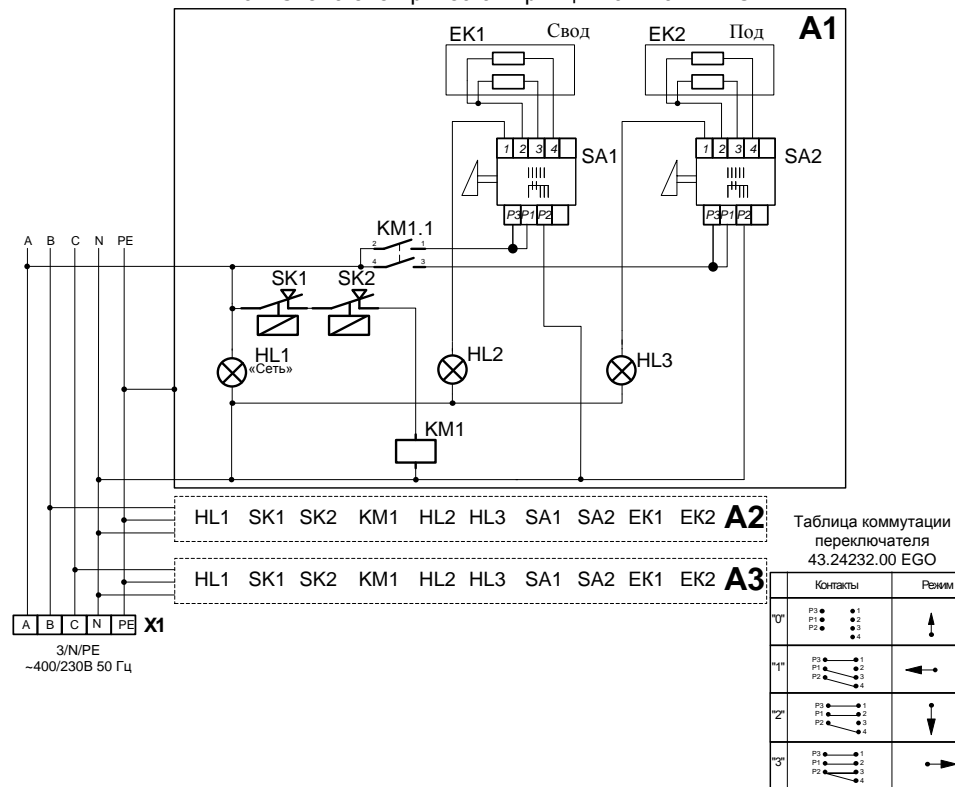 A1
EK1 Свод
EK2 Под
1 2 3 4
SA1
1 2 3 4
SA2
P3 P1 P2
P3 P1 P2
KM1.1
2 1
4 3
A B C N PE
SK1 SK2
HL1
«Сеть»
HL2
HL3
KM1
HL1 SK1 SK2 KM1 HL2 HL3 SA1 SA2 EK1 EK2 A2
HL1 SK1 SK2 KM1 HL2 HL3 SA1 SA2 EK1 EK2 A3
A B C N PE X1
3/N/PE
~400/230В 50 Гц
Таблица коммутации
переключателя
43.24232.00 EGO
Контакты Режим
"0"
P3 1
P1 2
P2 3
4
"1"
P3 1
P1 2
P2 3
4
"2"
P3 1
P1 2
P2 3
4
"3"
P3 1
P1 2
P2 3
4